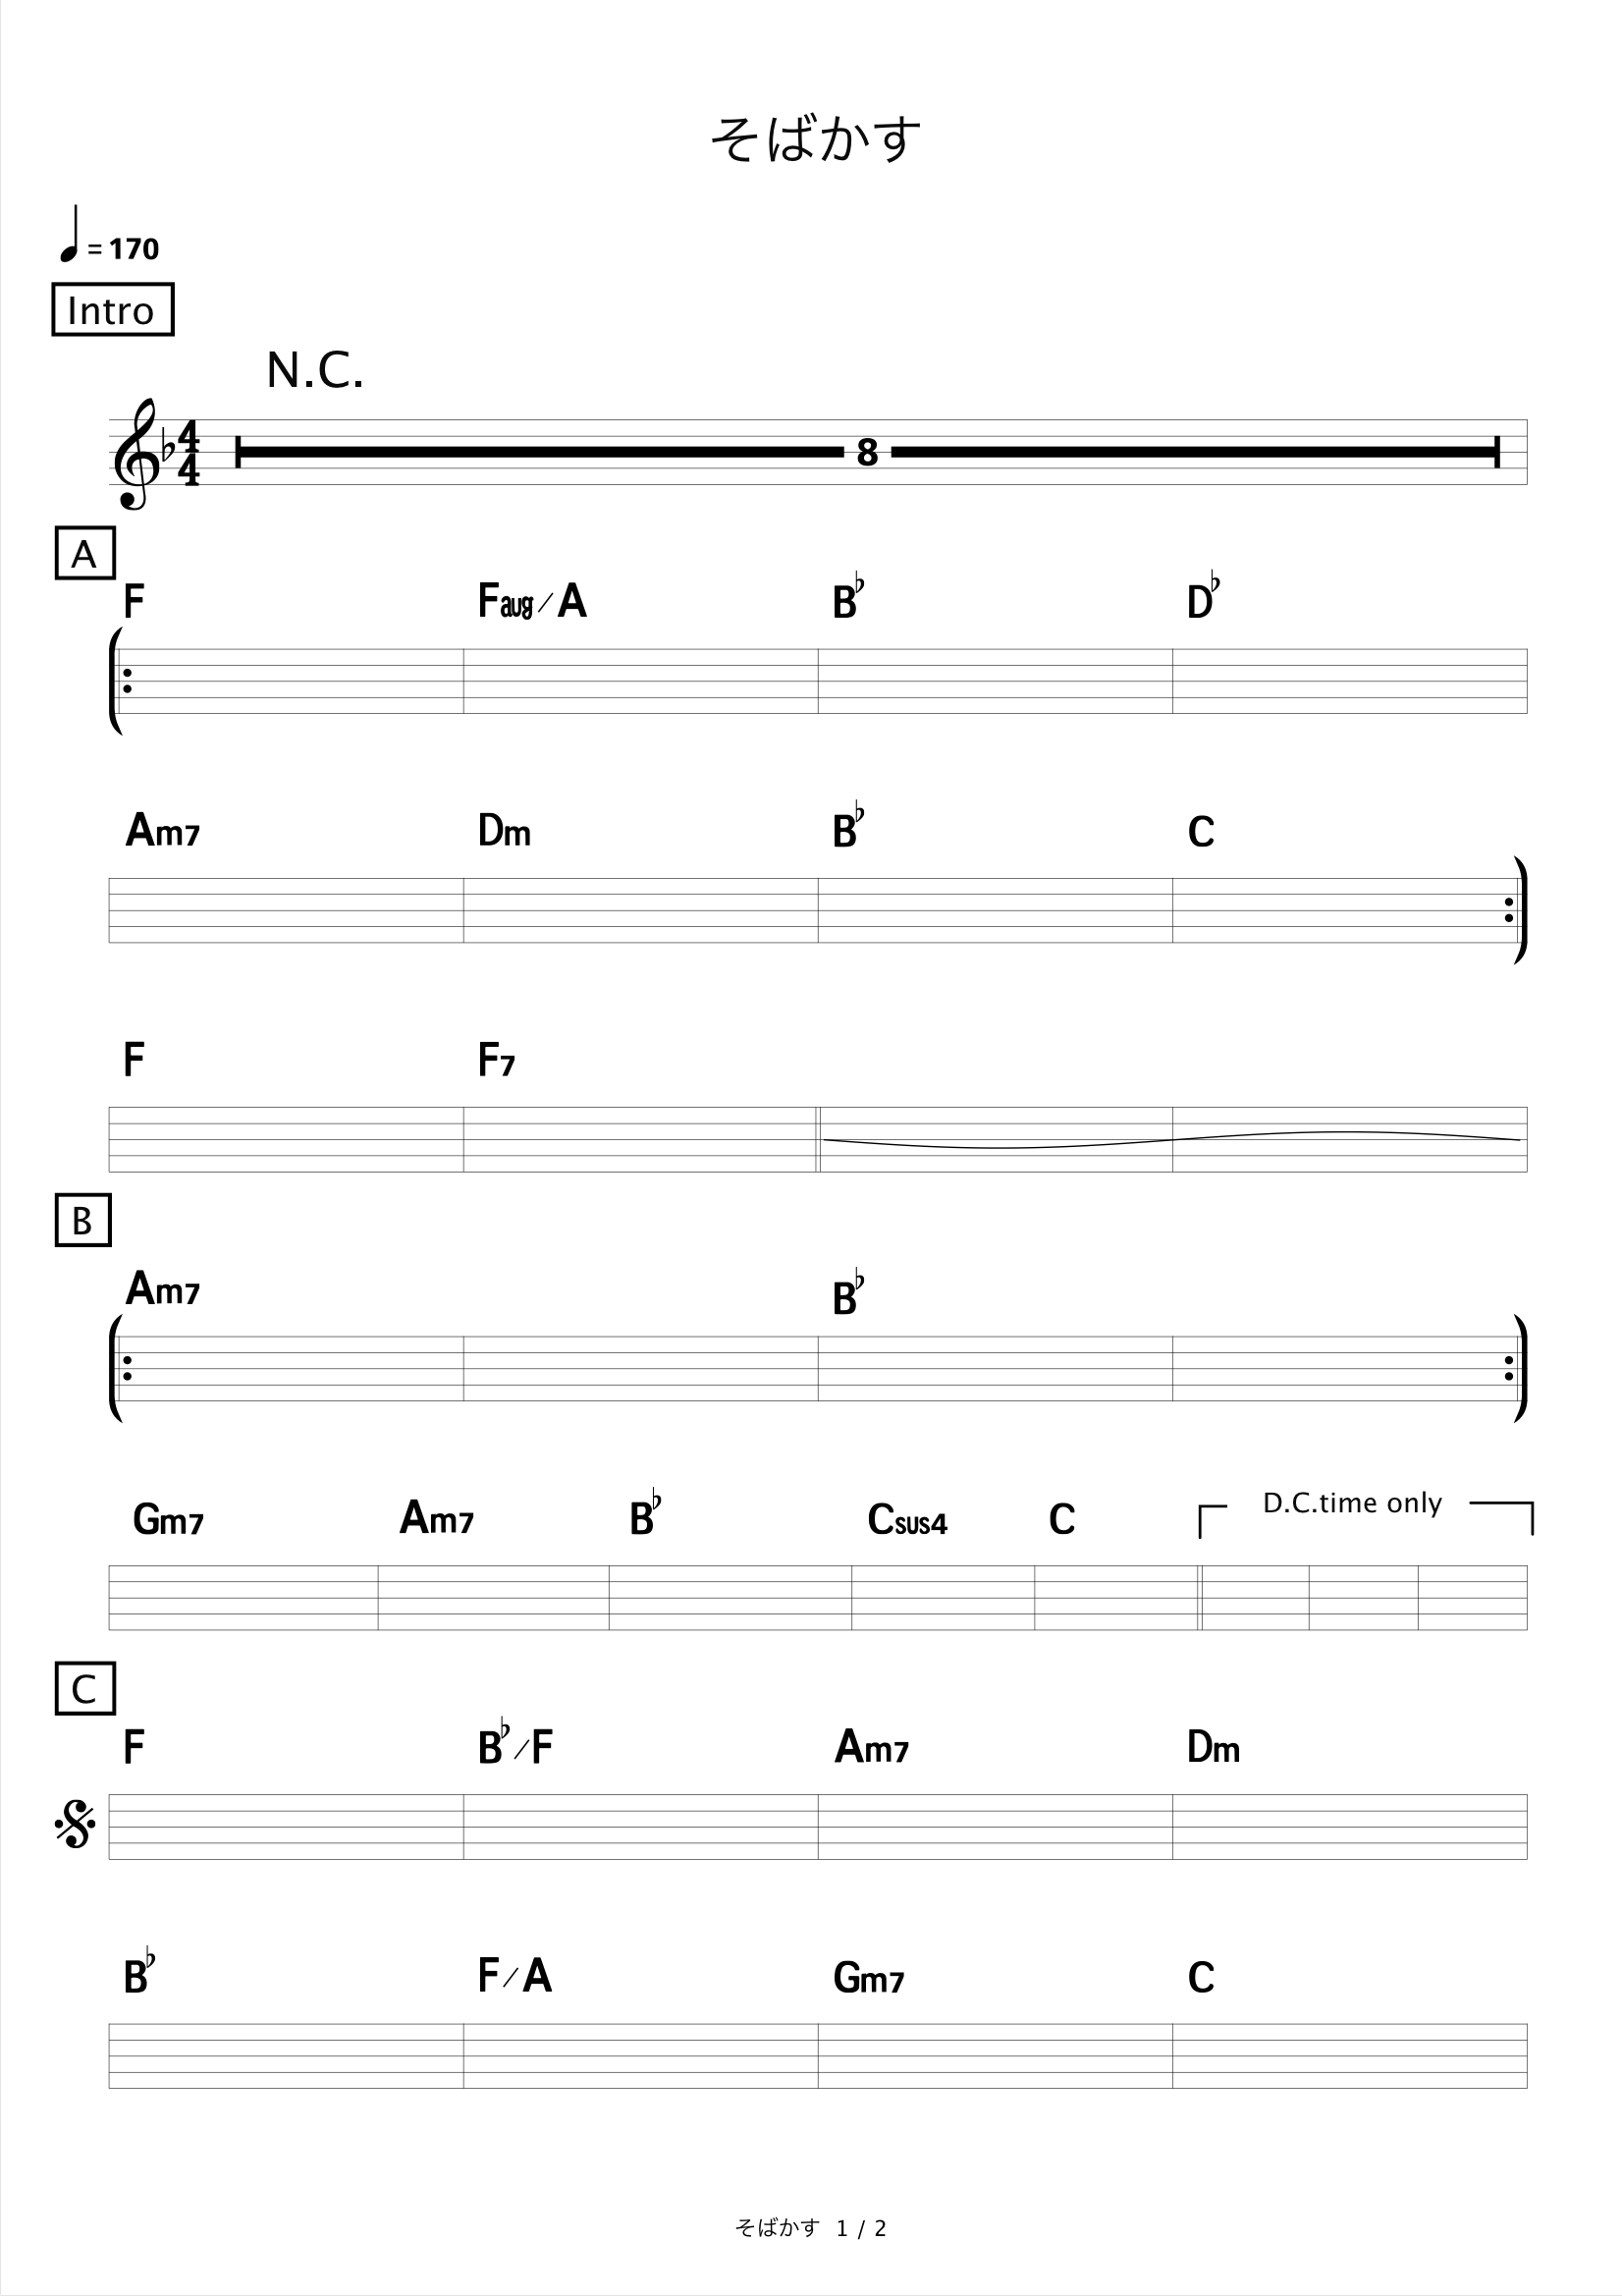 そばかす
= 170
Intro
N.C.
4
4
8
A
F Faug/A B♭ D♭
Am7 Dm B♭ C
F F7
B
Am7 B♭
Gm7 Am7 B♭ Csus4 C D.C.time only
C
F B♭/F Am7 Dm
B♭ F/A Gm7 C
そばかす 1 / 2